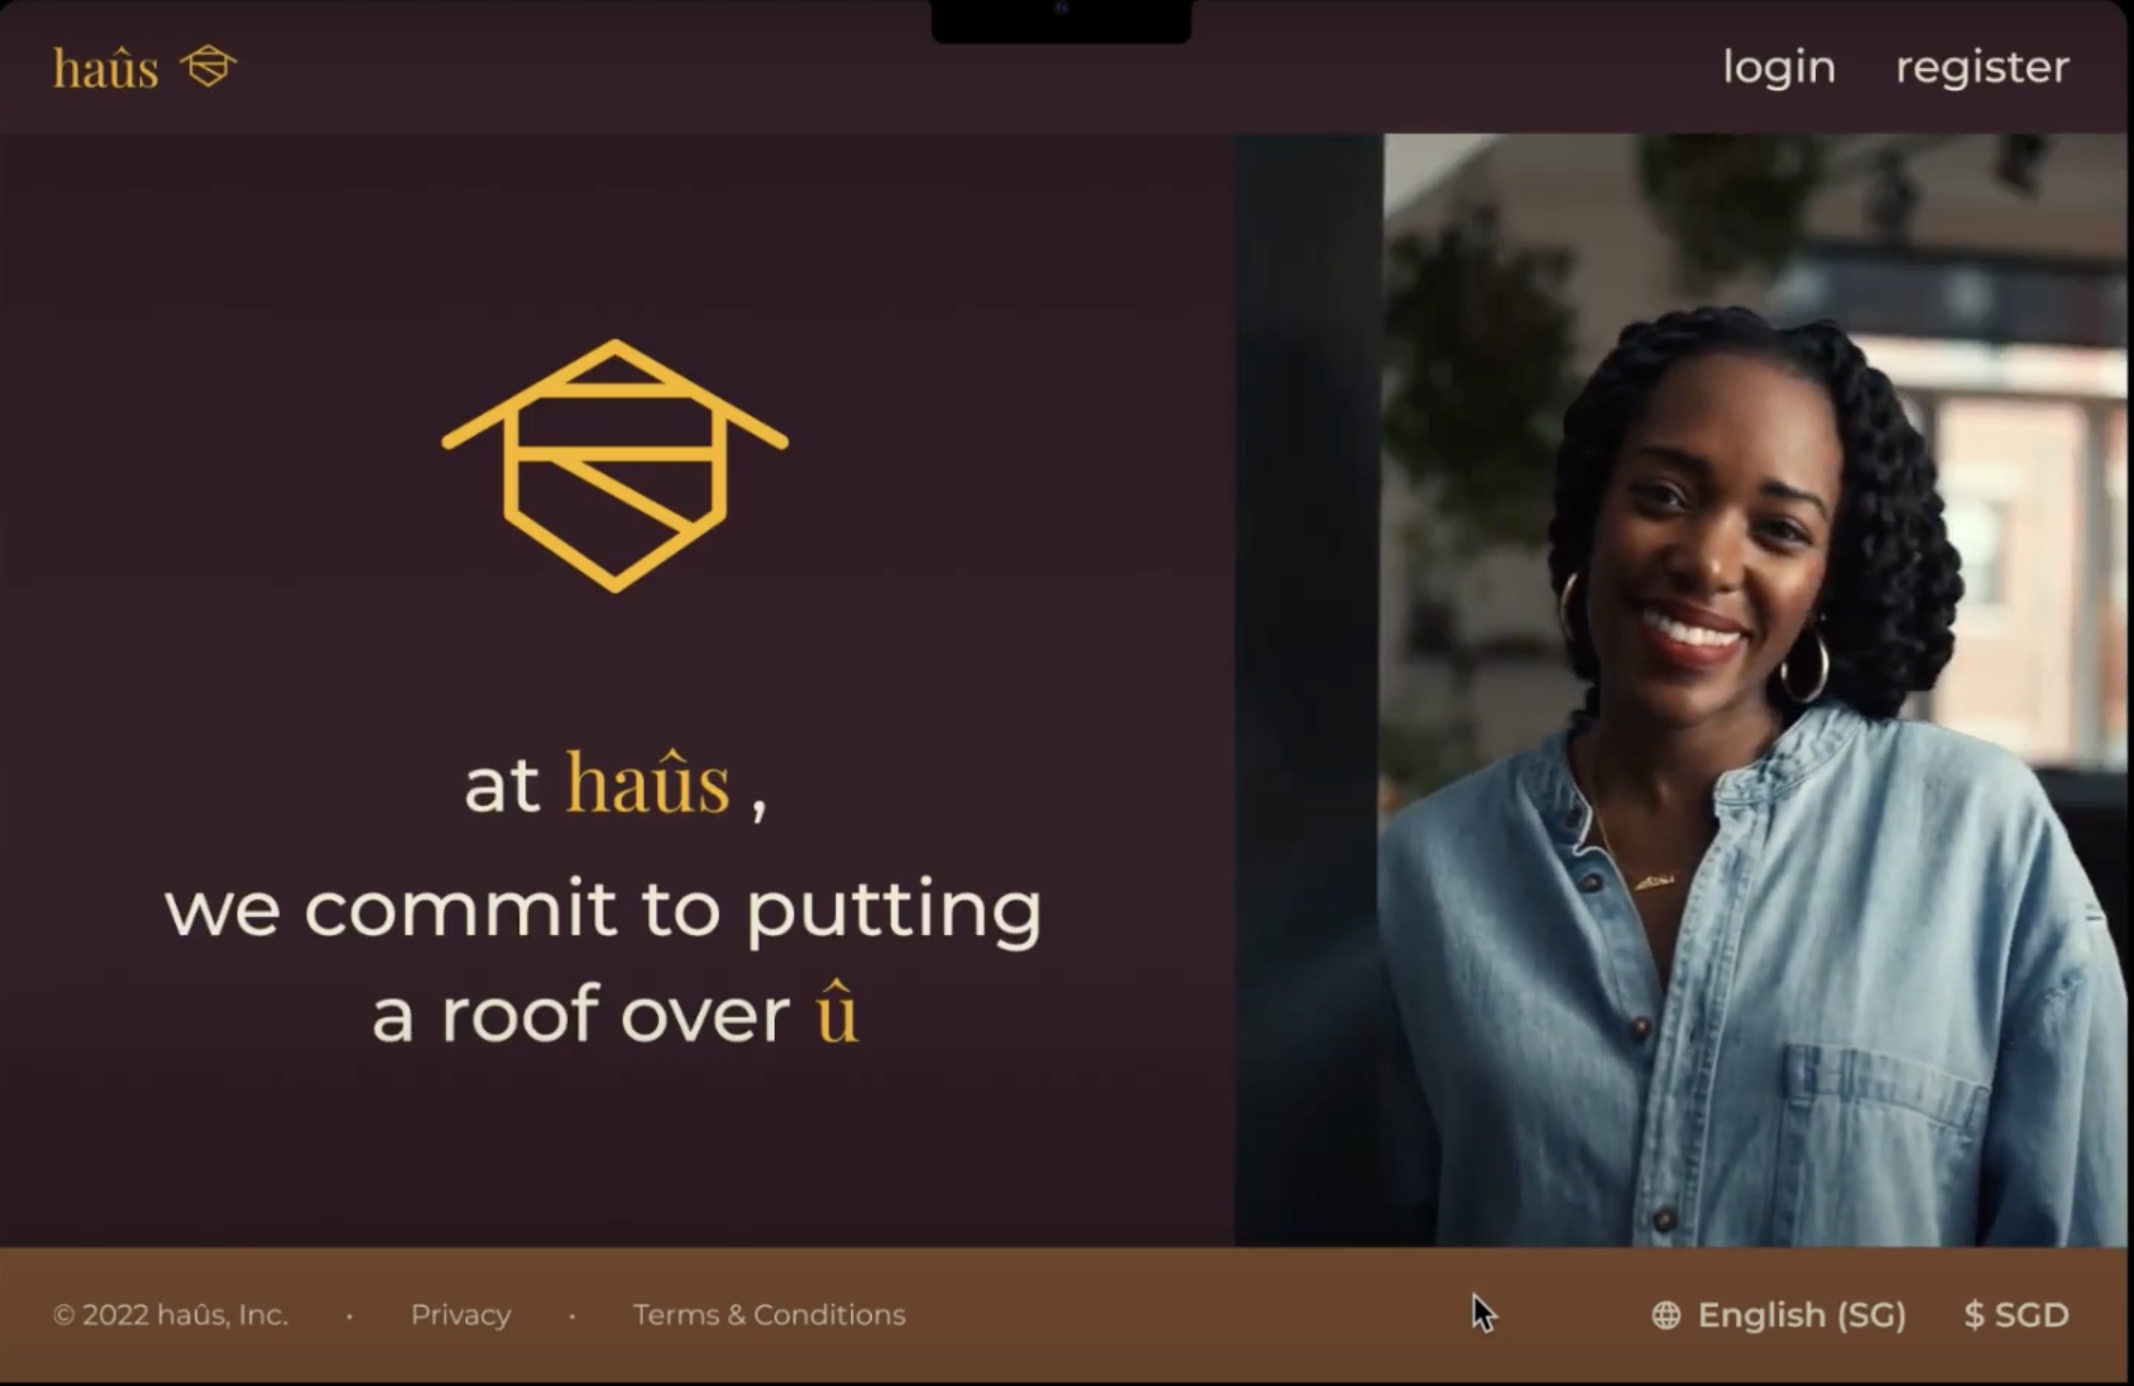 haûs
login register
at haûs ,
we commit to putting
a roof over û
© 2022 haûs, Inc. · Privacy · Terms & Conditions
English (SG) $ SGD